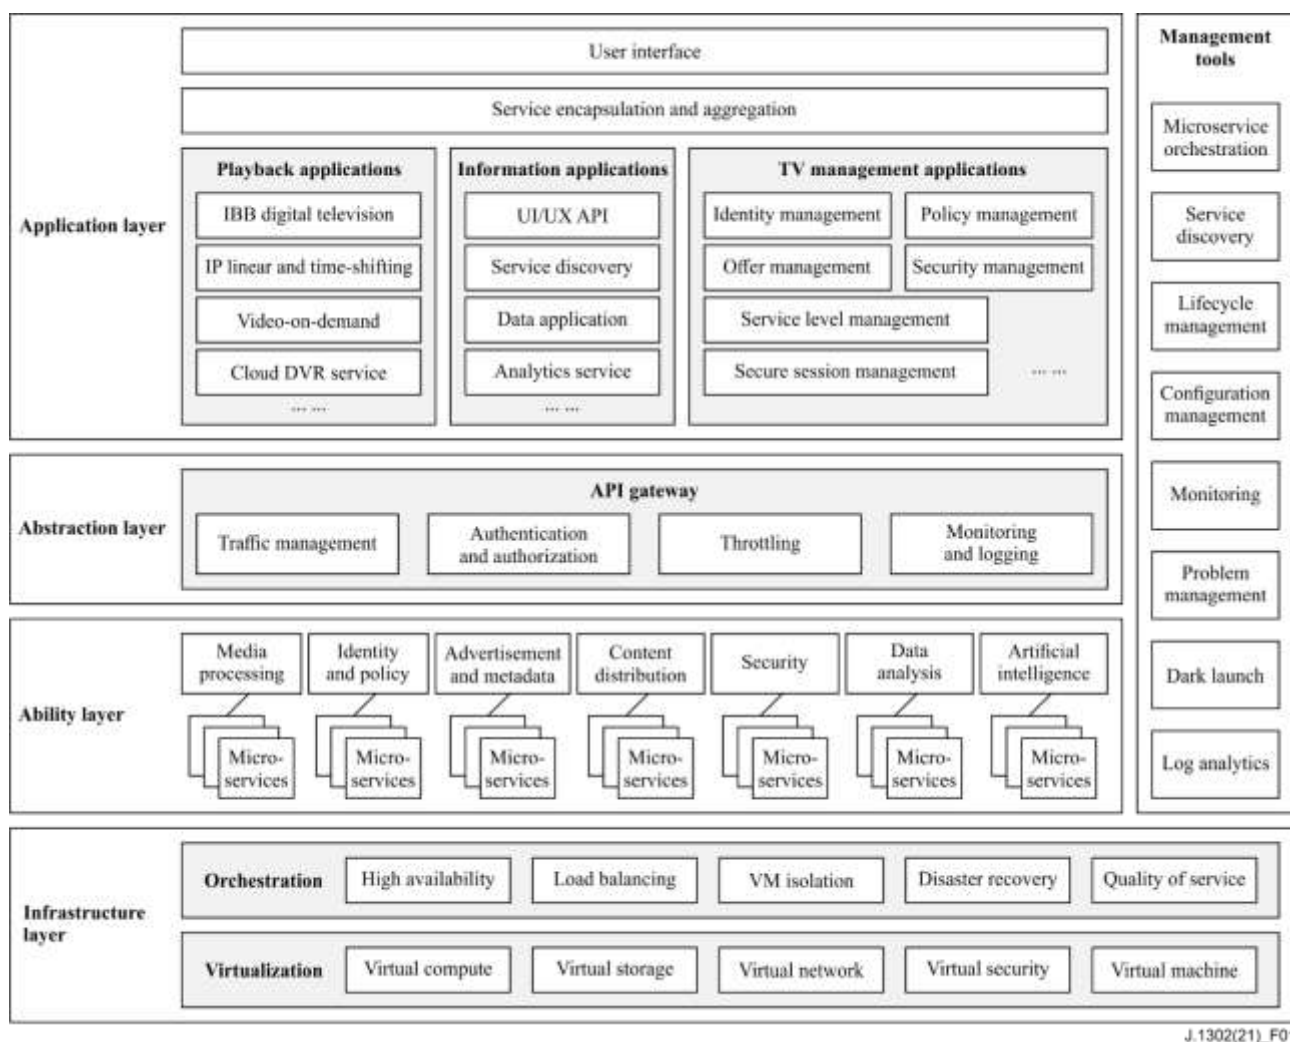 User interface
Service encapsulation and aggregation
Application layer
Playback applications
IBB digital television
IP linear and time-shifting
Video-on-demand
Cloud DVR service
... ...
Information applications
UI/UX API
Service discovery
Data application
Analytics service
... ...
TV management applications
Identity management
Policy management
Offer management
Security management
Service level management
Secure session management
... ...
Abstraction layer
API gateway
Traffic management
Authentication
and authorization
Throttling
Monitoring
and logging
Ability layer
Media
processing
Identity
and policy
Advertisement
and metadata
Content
distribution
Security
Data
analysis
Artificial
intelligence
Micro-
services
Micro-
services
Micro-
services
Micro-
services
Micro-
services
Micro-
services
Micro-
services
Management
tools
Microservice
orchestration
Service
discovery
Lifecycle
management
Configuration
management
Monitoring
Problem
management
Dark launch
Log analytics
Infrastructure
layer
Orchestration
High availability
Load balancing
VM isolation
Disaster recovery
Quality of service
Virtualization
Virtual compute
Virtual storage
Virtual network
Virtual security
Virtual machine
J.1302(21)_F01